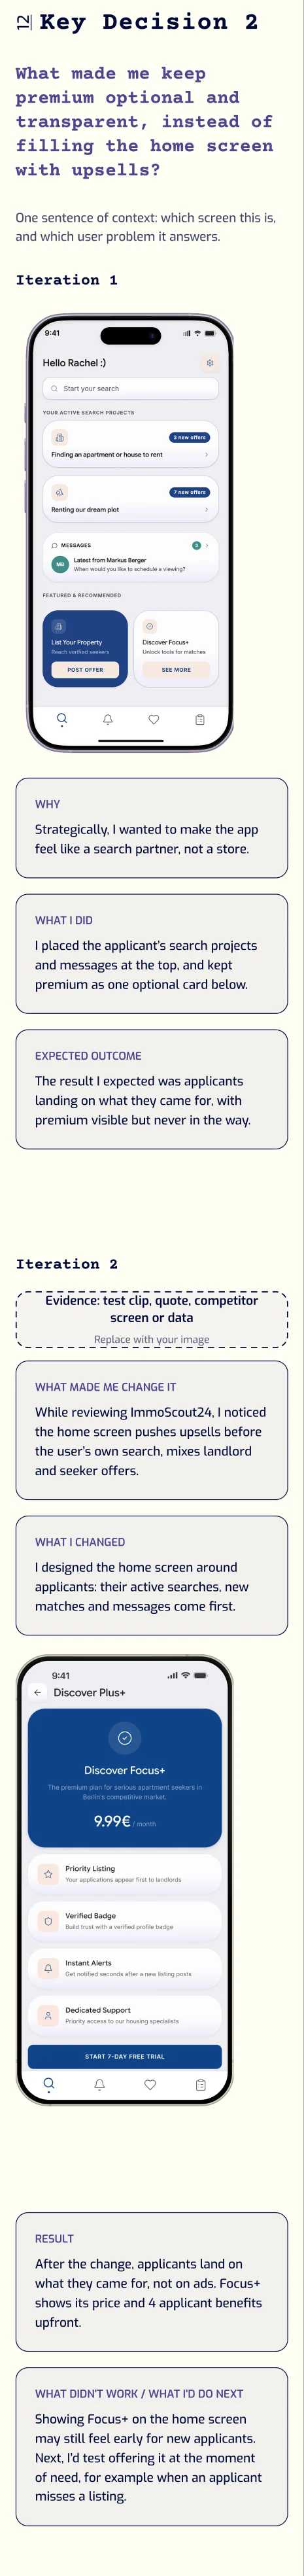 12 Key Decision 2
What made me keep
premium optional and
transparent, instead of
filling the home screen
with upsells?
One sentence of context: which screen this is,
and which user problem it answers.
Iteration 1
9:41
Hello Rachel :)
Start your search
YOUR ACTIVE SEARCH PROJECTS
3 new offers
Finding an apartment or house to rent
7 new offers
Renting our dream plot
MESSAGES
3
MB
Latest from Markus Berger
When would you like to schedule a viewing?
FEATURED & RECOMMENDED
List Your Property
Reach verified seekers
POST OFFER
Discover Focus+
Unlock tools for matches
SEE MORE
WHY
Strategically, I wanted to make the app
feel like a search partner, not a store.
WHAT I DID
I placed the applicant's search projects
and messages at the top, and kept
premium as one optional card below.
EXPECTED OUTCOME
The result I expected was applicants
landing on what they came for, with
premium visible but never in the way.
Iteration 2
Evidence: test clip, quote, competitor
screen or data
Replace with your image
WHAT MADE ME CHANGE IT
While reviewing ImmoScout24, I noticed
the home screen pushes upsells before
the user's own search, mixes landlord
and seeker offers.
WHAT I CHANGED
I designed the home screen around
applicants: their active searches, new
matches and messages come first.
9:41
Discover Plus+
Discover Focus+
The premium plan for serious apartment seekers in
Berlin's competitive market.
9.99€ / month
Priority Listing
Your applications appear first to landlords
Verified Badge
Build trust with a verified profile badge
Instant Alerts
Get notified seconds after a new listing posts
Dedicated Support
Priority access to our housing specialists
START 7-DAY FREE TRIAL
RESULT
After the change, applicants land on
what they came for, not on ads. Focus+
shows its price and 4 applicant benefits
upfront.
WHAT DIDN'T WORK / WHAT I'D DO NEXT
Showing Focus+ on the home screen
may still feel early for new applicants.
Next, I'd test offering it at the moment
of need, for example when an applicant
misses a listing.